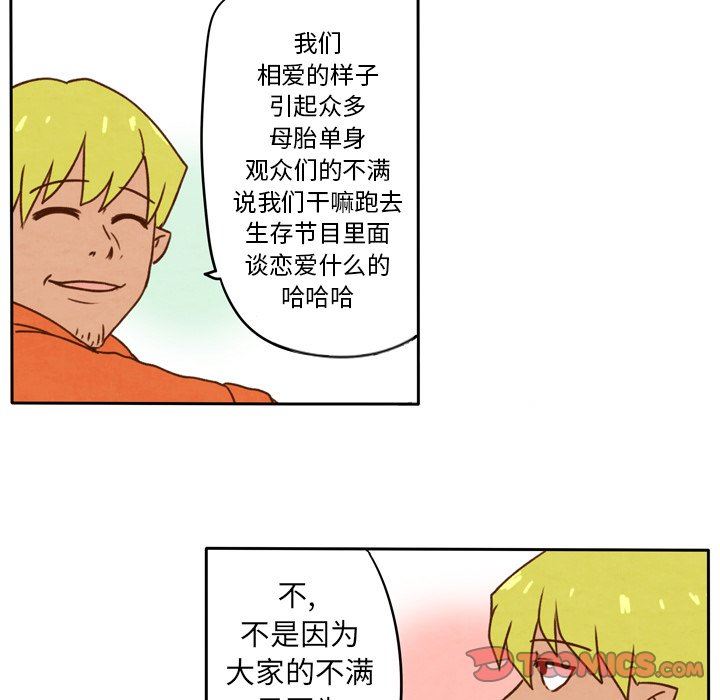 我们
相爱的样子
引起众多
母胎单身
观众们的不满
说我们干嘛跑去
生存节目里面
谈恋爱什么的
哈哈哈
不,
不是因为
大家的不满
TOOMICS.COM